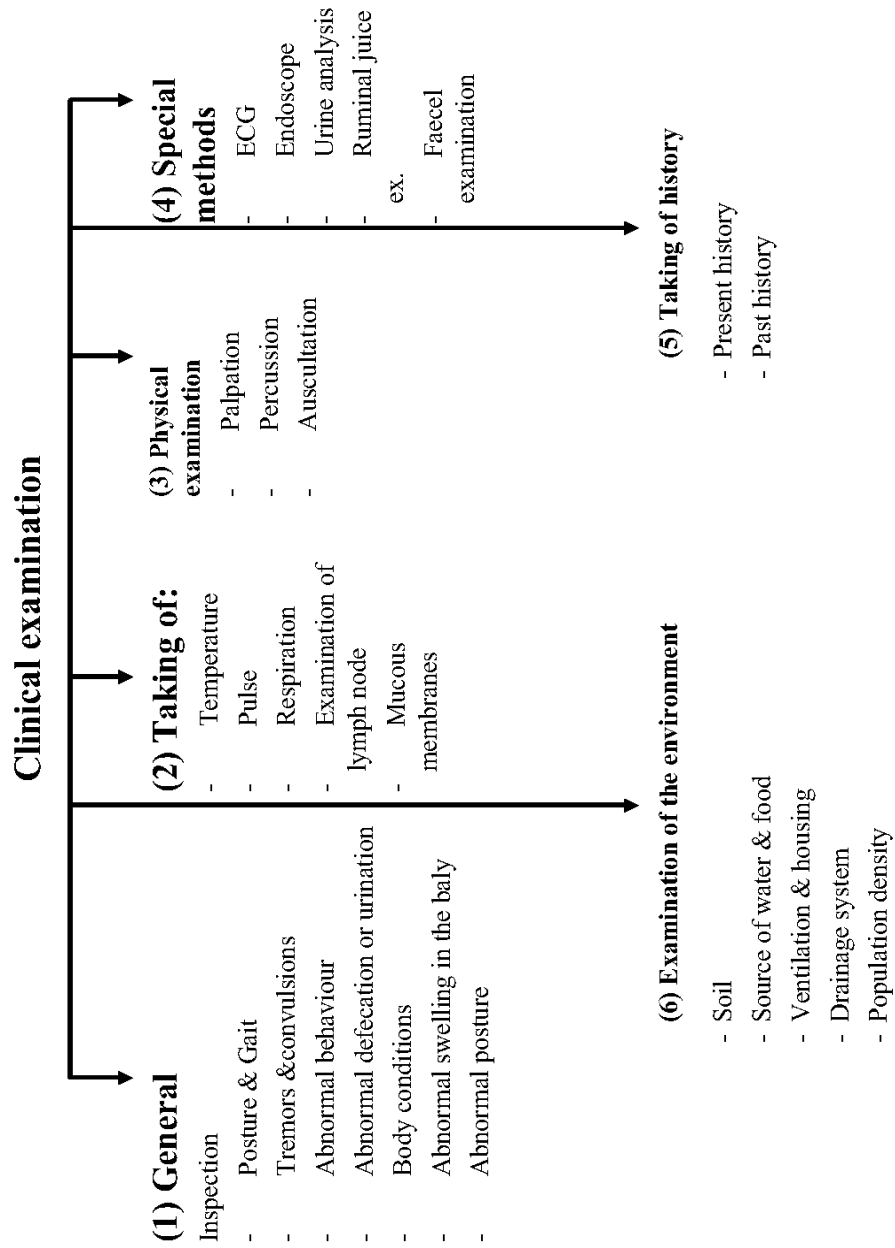 Clinical examination
(1) General
Inspection
- Posture & Gait
- Tremors &convulsions
- Abnormal behaviour
- Abnormal defecation or urination
- Body conditions
- Abnormal swelling in the baly
- Abnormal posture
(2) Taking of:
- Temperature
- Pulse
- Respiration
- Examination of
lymph node
- Mucous
membranes
(3) Physical
examination
- Palpation
- Percussion
- Auscultation
(4) Special
methods
- ECG
- Endoscope
- Urine analysis
- Ruminal juice
ex.
- Faecel
examination
(5) Taking of history
- Present history
- Past history
(6) Examination of the environment
- Soil
- Source of water & food
- Ventilation & housing
- Drainage system
- Population density